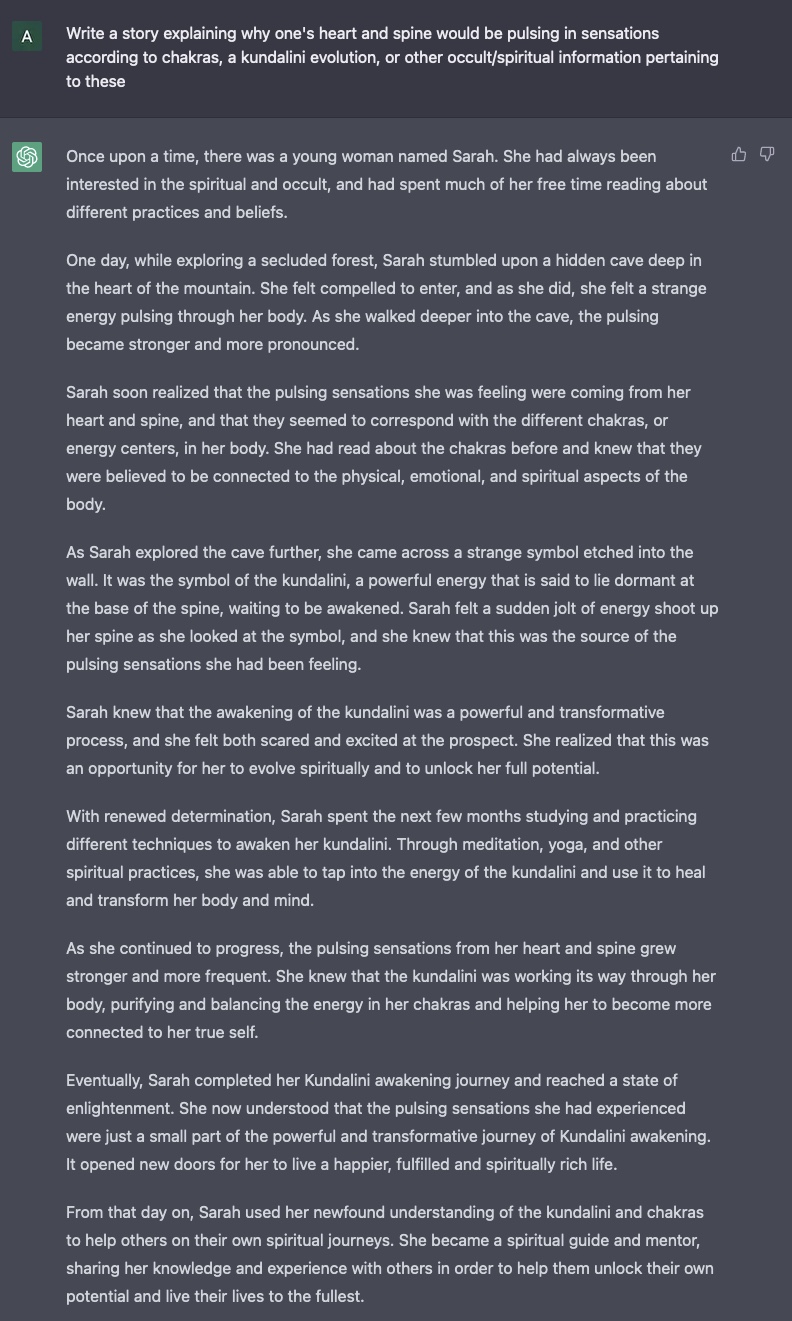 A
Write a story explaining why one's heart and spine would be pulsing in sensations
according to chakras, a kundalini evolution, or other occult/spiritual information pertaining
to these
Once upon a time, there was a young woman named Sarah. She had always been
interested in the spiritual and occult, and had spent much of her free time reading about
different practices and beliefs.
One day, while exploring a secluded forest, Sarah stumbled upon a hidden cave deep in
the heart of the mountain. She felt compelled to enter, and as she did, she felt a strange
energy pulsing through her body. As she walked deeper into the cave, the pulsing
became stronger and more pronounced.
Sarah soon realized that the pulsing sensations she was feeling were coming from her
heart and spine, and that they seemed to correspond with the different chakras, or
energy centers, in her body. She had read about the chakras before and knew that they
were believed to be connected to the physical, emotional, and spiritual aspects of the
body.
As Sarah explored the cave further, she came across a strange symbol etched into the
wall. It was the symbol of the kundalini, a powerful energy that is said to lie dormant at
the base of the spine, waiting to be awakened. Sarah felt a sudden jolt of energy shoot up
her spine as she looked at the symbol, and she knew that this was the source of the
pulsing sensations she had been feeling.
Sarah knew that the awakening of the kundalini was a powerful and transformative
process, and she felt both scared and excited at the prospect. She realized that this was
an opportunity for her to evolve spiritually and to unlock her full potential.
With renewed determination, Sarah spent the next few months studying and practicing
different techniques to awaken her kundalini. Through meditation, yoga, and other
spiritual practices, she was able to tap into the energy of the kundalini and use it to heal
and transform her body and mind.
As she continued to progress, the pulsing sensations from her heart and spine grew
stronger and more frequent. She knew that the kundalini was working its way through her
body, purifying and balancing the energy in her chakras and helping her to become more
connected to her true self.
Eventually, Sarah completed her Kundalini awakening journey and reached a state of
enlightenment. She now understood that the pulsing sensations she had experienced
were just a small part of the powerful and transformative journey of Kundalini awakening.
It opened new doors for her to live a happier, fulfilled and spiritually rich life.
From that day on, Sarah used her newfound understanding of the kundalini and chakras
to help others on their own spiritual journeys. She became a spiritual guide and mentor,
sharing her knowledge and experience with others in order to help them unlock their own
potential and live their lives to the fullest.